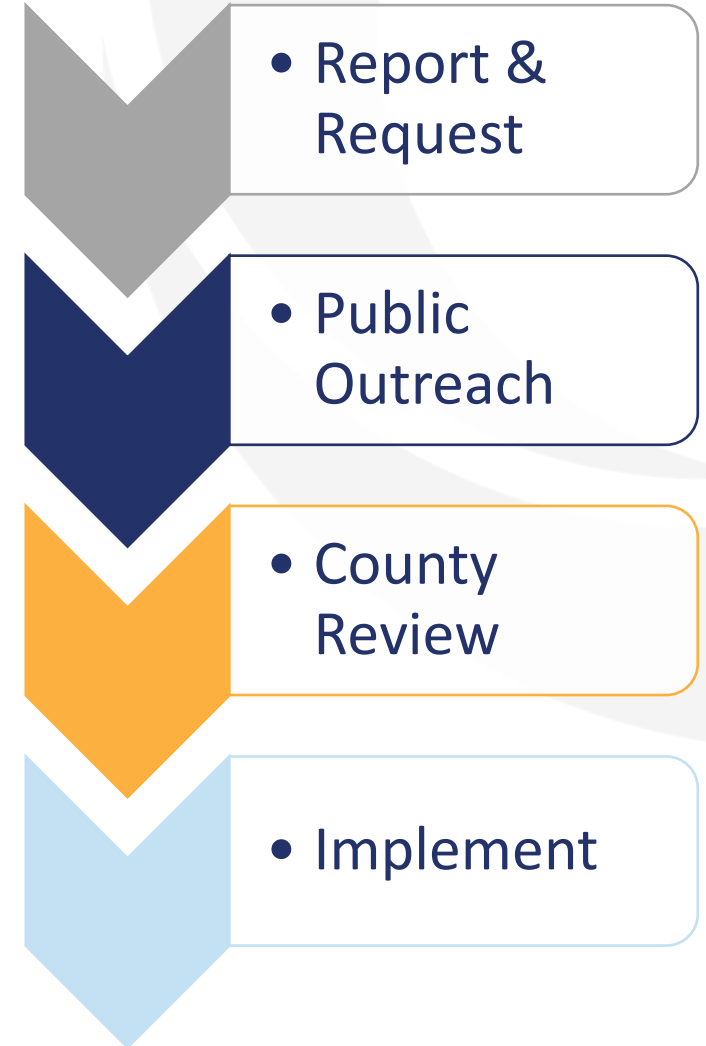 • Report &
Request
• Public
Outreach
• County
Review
• Implement